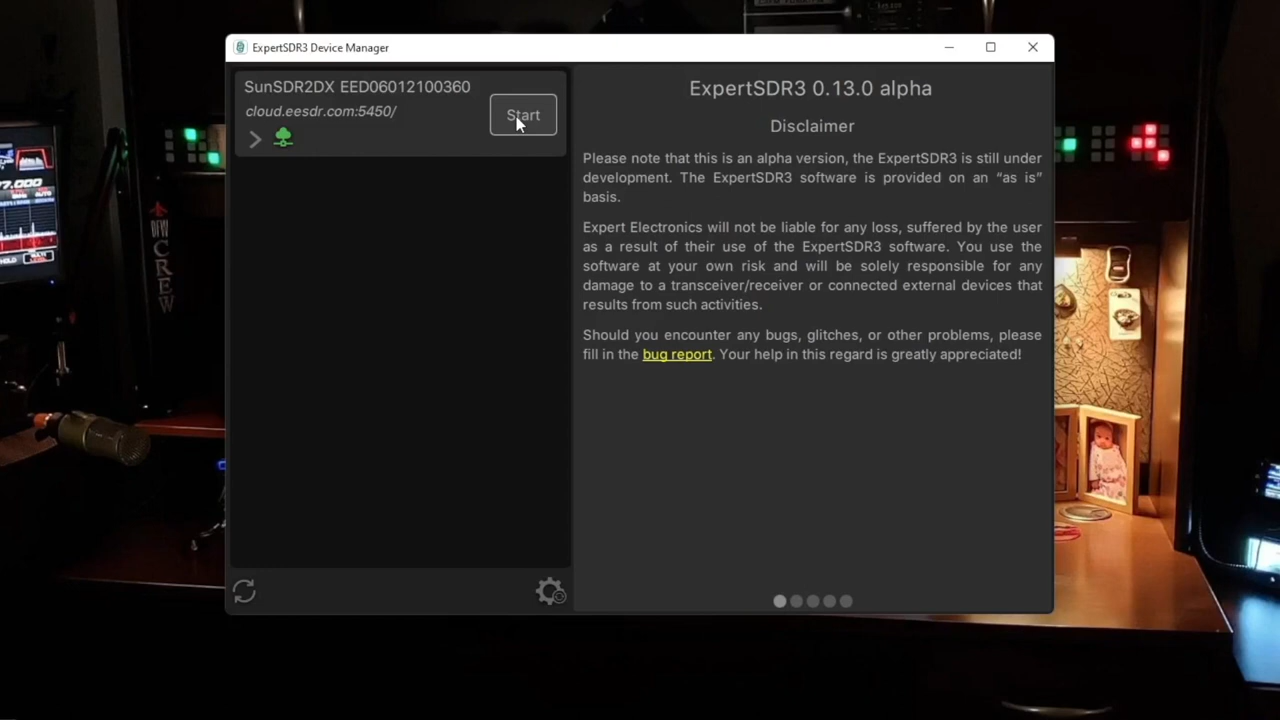 ExpertSDR3 Device Manager
SunSDR2DX EED06012100360
cloud.eesdr.com:5450/
Start
ExpertSDR3 0.13.0 alpha
Disclaimer
Please note that this is an alpha version, the ExpertSDR3 is still under
development. The ExpertSDR3 software is provided on an “as is”
basis.
Expert Electronics will not be liable for any loss, suffered by the user
as a result of their use of the ExpertSDR3 software. You use the
software at your own risk and will be solely responsible for any
damage to a transceiver/receiver or connected external devices that
results from such activities.
Should you encounter any bugs, glitches, or other problems, please
fill in the bug report. Your help in this regard is greatly appreciated!
7.000
HOLD
DFW
CREW